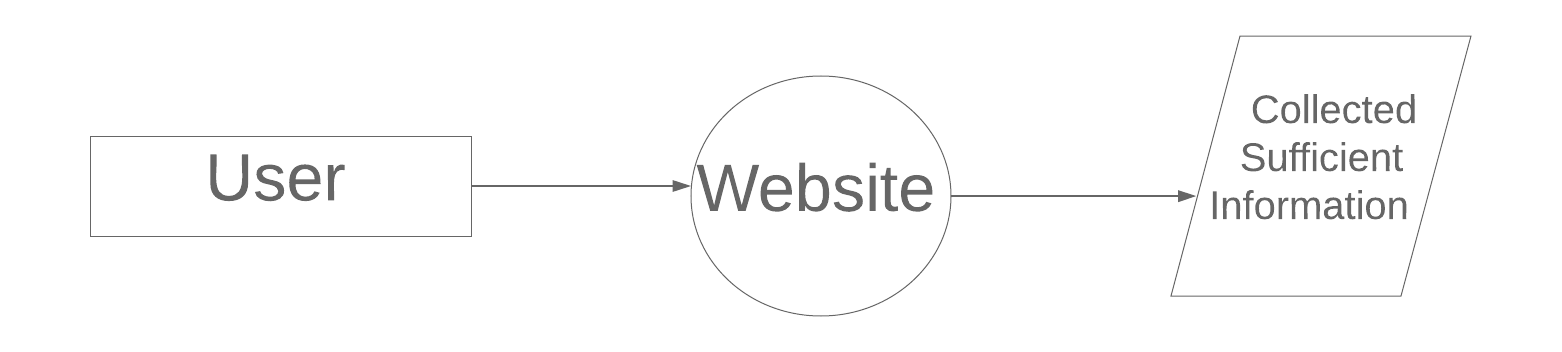 User
Website
Collected
Sufficient
Information